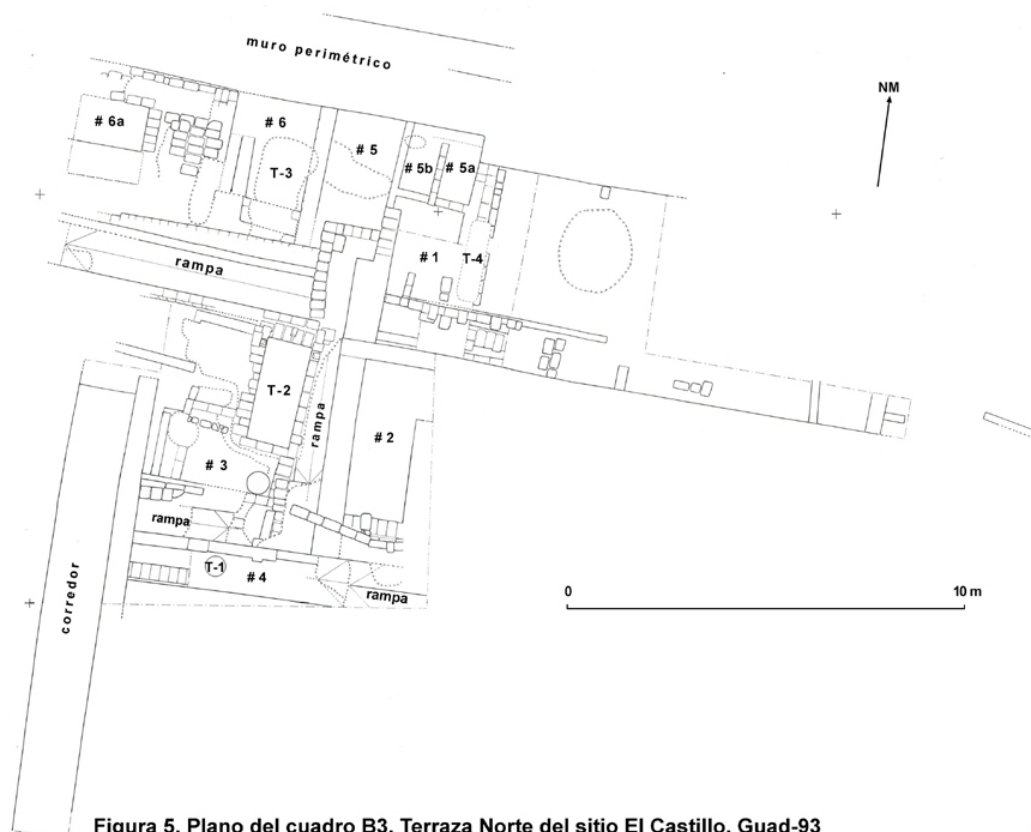 muro perimétrico
NM
# 6a
# 6
# 5
# 5b
# 5a
T-3
# 1
T-4
rampa
T-2
rampa
# 2
# 3
rampa
T-1
# 4
rampa
corredor
0
10 m
Figura 5. Plano del cuadro B3, Terraza Norte del sitio El Castillo, Guad-93